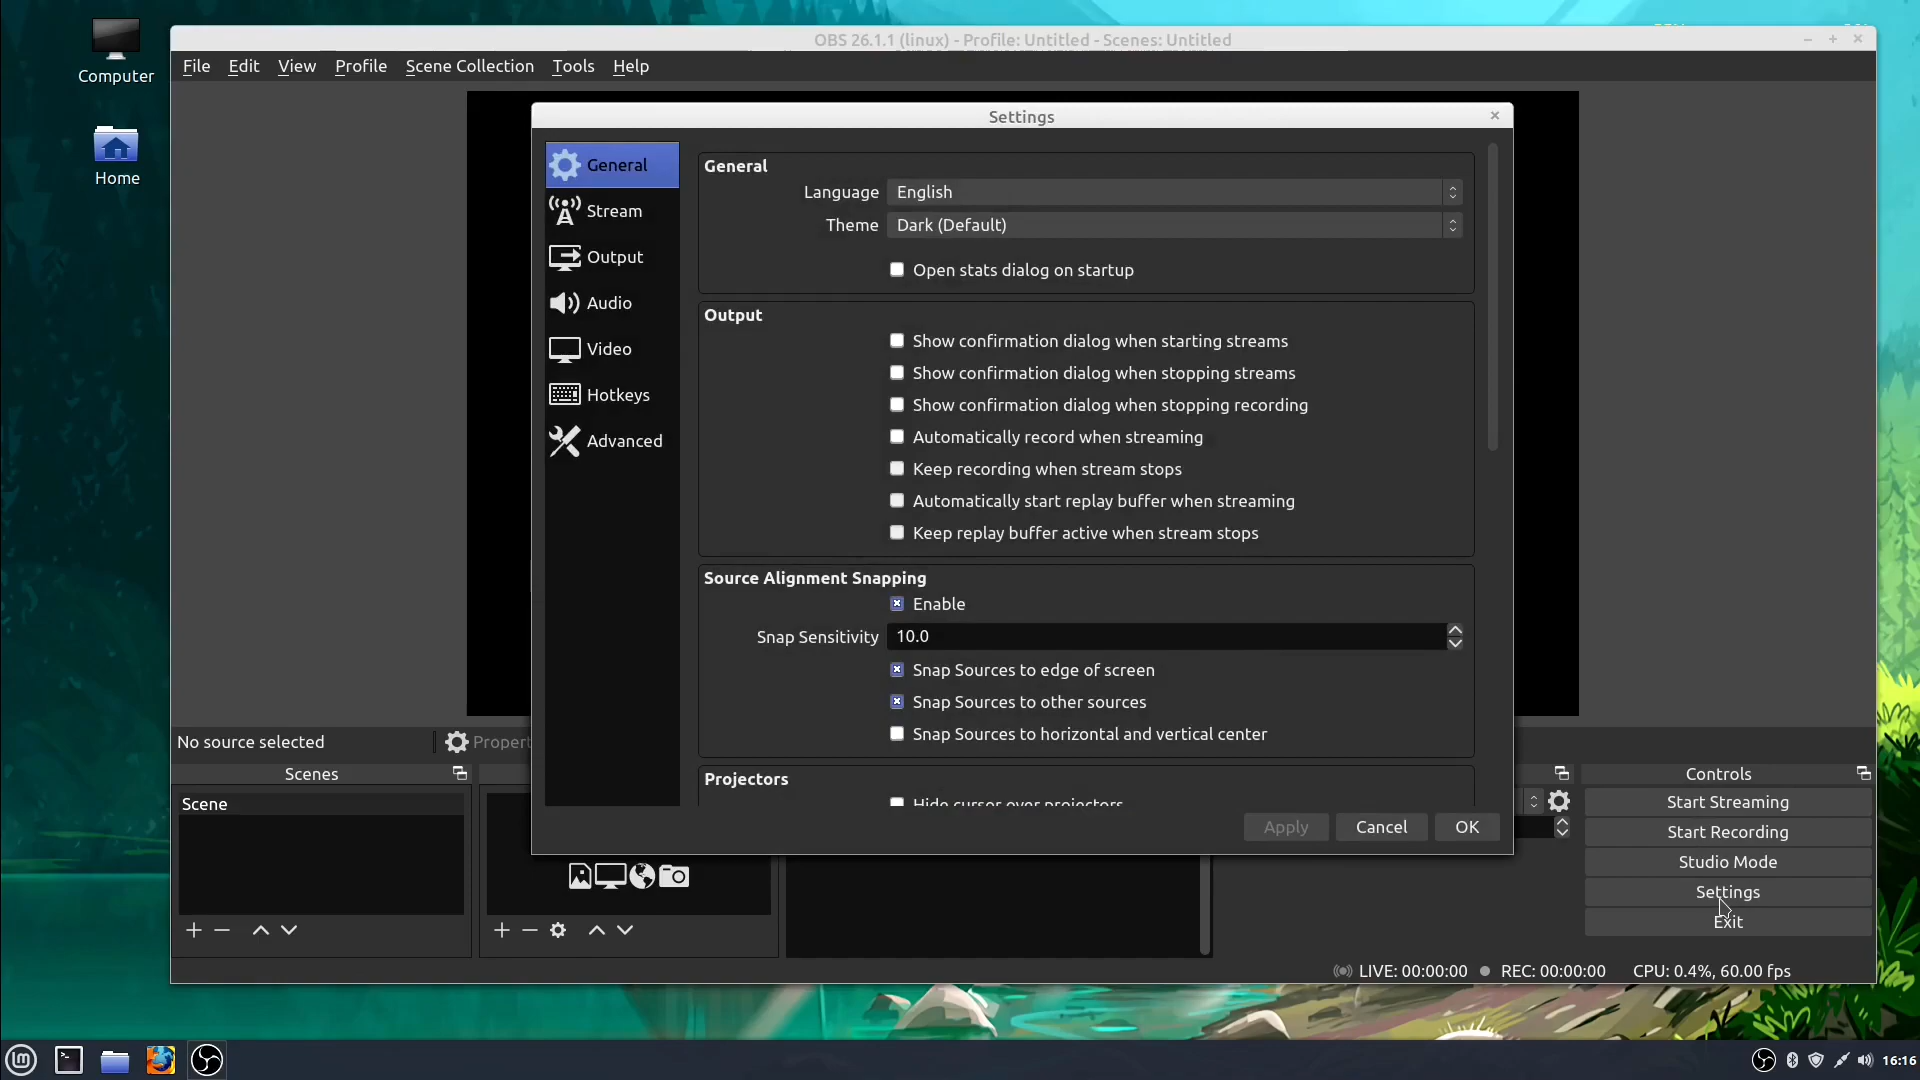 Computer
Home
OBS 26.1.1 (linux) - Profile: Untitled - Scenes: Untitled
File Edit View Profile Scene Collection Tools Help
Settings
General
Stream
Output
Audio
Video
Hotkeys
Advanced
General
Language English
Theme Dark (Default)
Open stats dialog on startup
Output
Show confirmation dialog when starting streams
Show confirmation dialog when stopping streams
Show confirmation dialog when stopping recording
Automatically record when streaming
Keep recording when stream stops
Automatically start replay buffer when streaming
Keep replay buffer active when stream stops
Source Alignment Snapping
Enable
Snap Sensitivity 10.0
Snap Sources to edge of screen
Snap Sources to other sources
Snap Sources to horizontal and vertical center
Projectors
Hide cursor over projectors
Apply Cancel OK
No source selected
Propert
Scenes
Scene
Controls
Start Streaming
Start Recording
Studio Mode
Settings
Exit
LIVE: 00:00:00 REC: 00:00:00 CPU: 0.4%, 60.00 fps
16:16